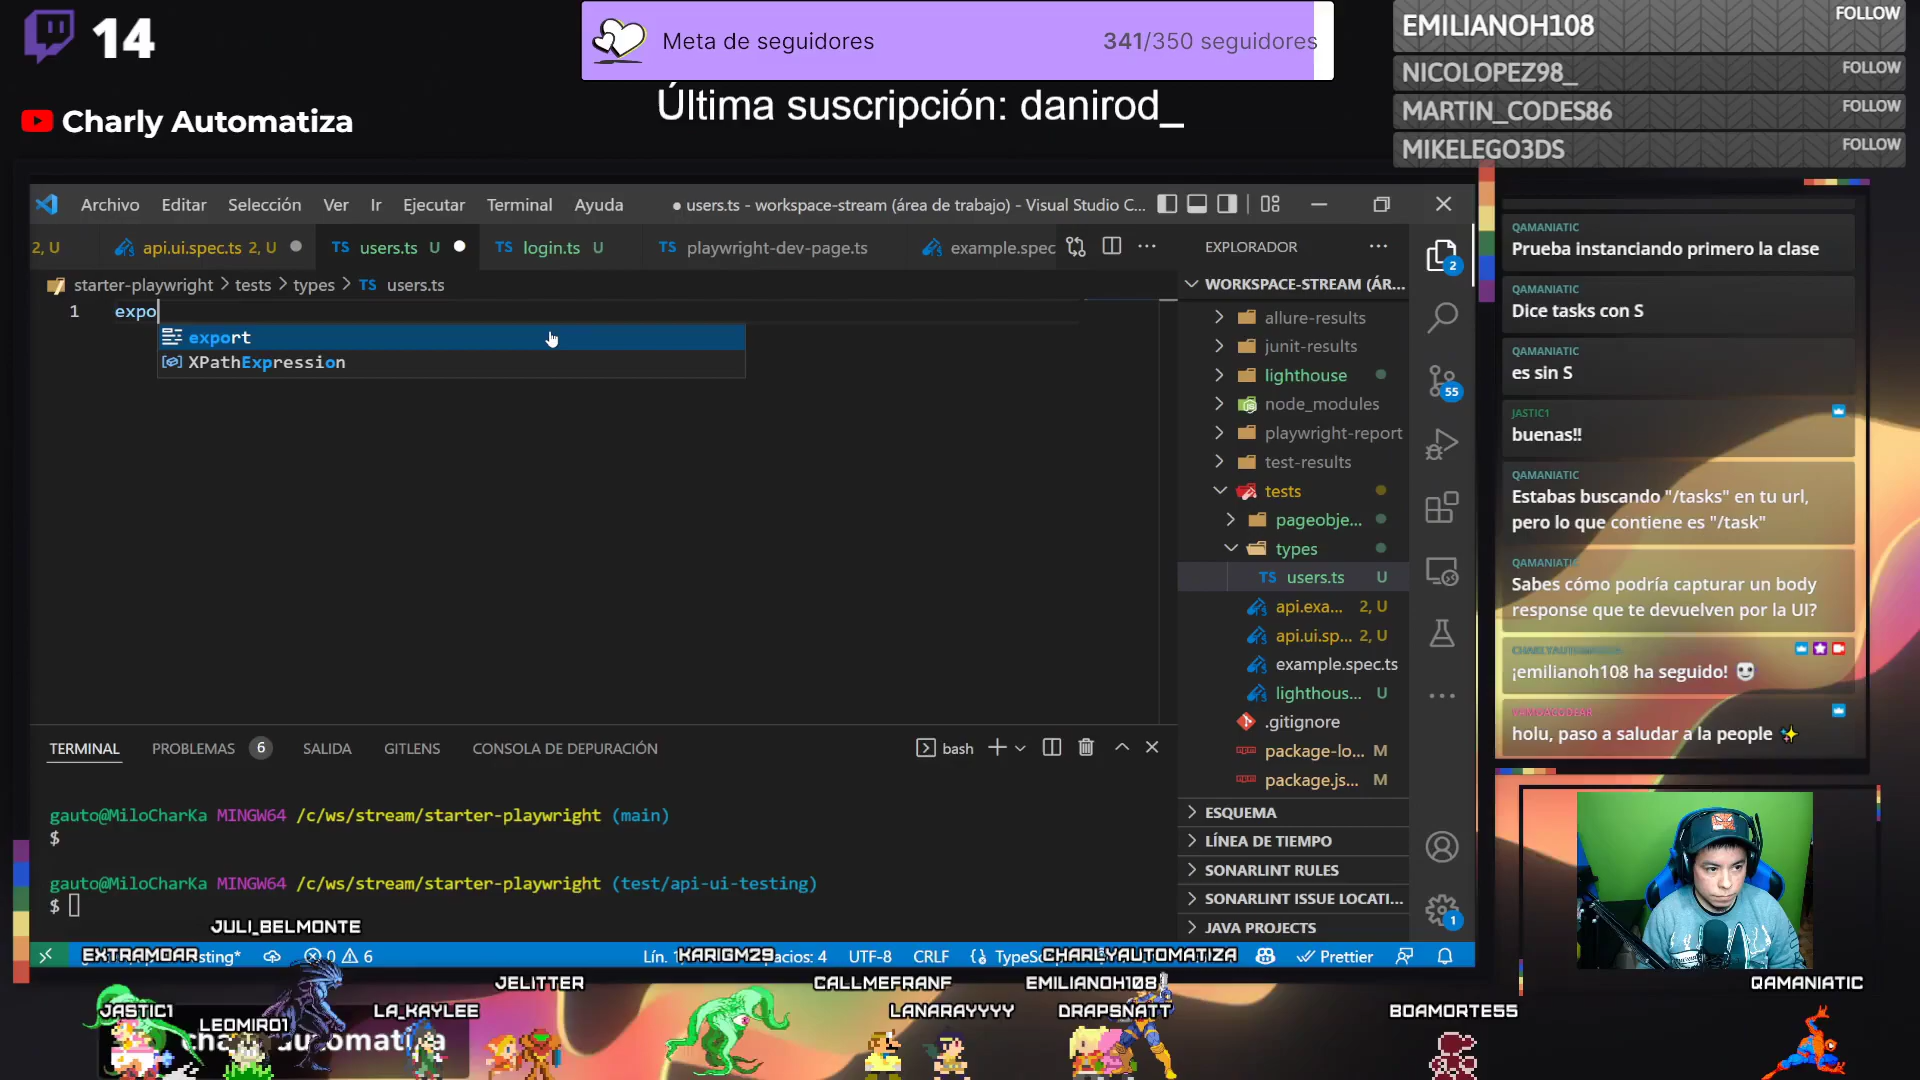 14
Charly Automatiza
Meta de seguidores
341/350 seguidores
Última suscripción: danirod_
EMILIANOH108 FOLLOW
NICOLOPEZ98_ FOLLOW
MARTIN_CODES86 FOLLOW
MIKELEGO3DS FOLLOW
Archivo Editar Selección Ver Ir Ejecutar Terminal Ayuda
● users.ts - workspace-stream (área de trabajo) - Visual Studio C...
2, U
api.ui.spec.ts 2, U
TS users.ts U
TS login.ts U
TS playwright-dev-page.ts
example.spec
starter-playwright > tests > types > TS users.ts
1 expo
export
XPathExpression
EXPLORADOR
WORKSPACE-STREAM (ÁR...
allure-results
junit-results
lighthouse
node_modules
playwright-report
test-results
tests
pageobje...
types
TS users.ts U
api.exa... 2, U
api.ui.sp... 2, U
example.spec.ts
lighthous... U
.gitignore
package-lo... M
package.js... M
ESQUEMA
LÍNEA DE TIEMPO
SONARLINT RULES
SONARLINT ISSUE LOCATI...
JAVA PROJECTS
2
55
1
TERMINAL PROBLEMAS 6 SALIDA GITLENS CONSOLA DE DEPURACIÓN
bash
gauto@MiloCharKa MINGW64 /c/ws/stream/starter-playwright (main)
$
gauto@MiloCharKa MINGW64 /c/ws/stream/starter-playwright (test/api-ui-testing)
$
0 6
UTF-8 CRLF
Prettier
QAMANIATIC
Prueba instanciando primero la clase
QAMANIATIC
Dice tasks con S
QAMANIATIC
es sin S
JASTIC1
buenas!!
QAMANIATIC
Estabas buscando "/tasks" en tu url,
pero lo que contiene es "/task"
QAMANIATIC
Sabes cómo podría capturar un body
response que te devuelven por la UI?
¡emilianoh108 ha seguido!
holu, paso a saludar a la people
JULI_BELMONTE
EXTRAMOAR
KARIGM29
CHARLYAUTOMATIZA
JELITTER
CALLMEFRANF
EMILIANOH108
QAMANIATIC
JASTIC1
LEOMIRO1
LA_KAYLEE
LANARAYYYY
DRAPSNATT
BOAMORTE55